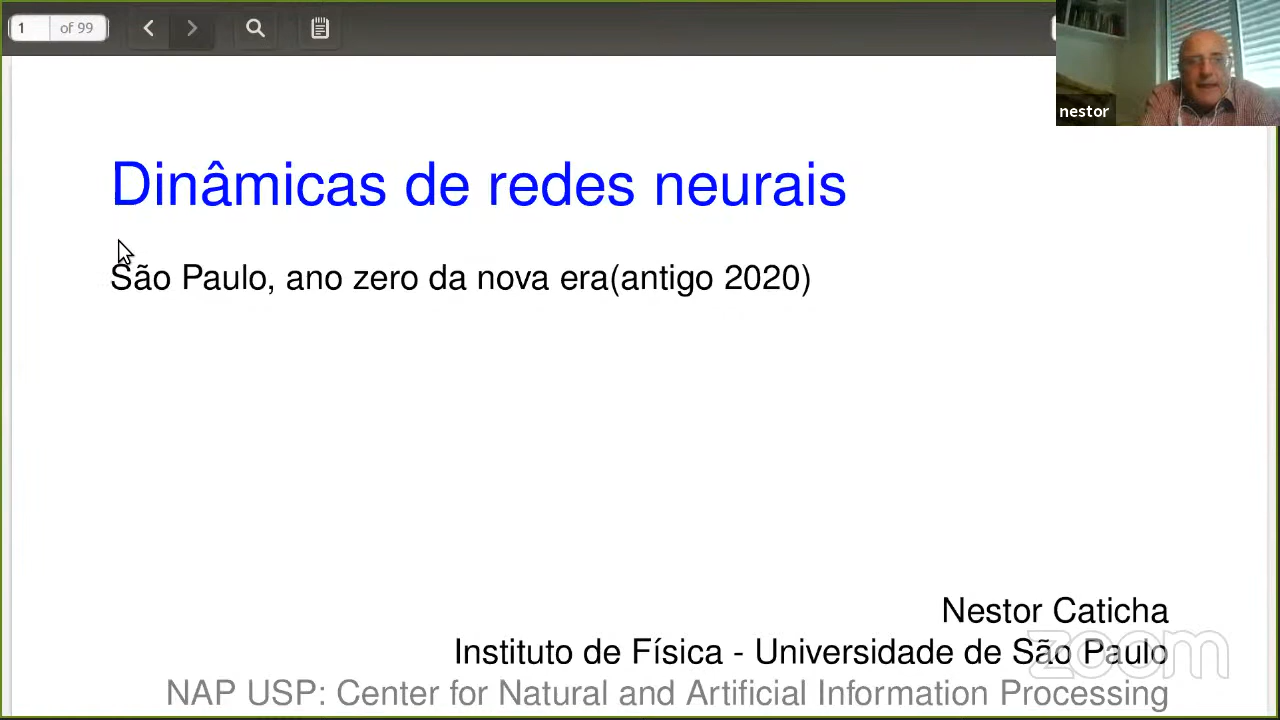 1 of 99
nestor
Dinâmicas de redes neurais
São Paulo, ano zero da nova era(antigo 2020)
Nestor Caticha
Instituto de Física - Universidade de São Paulo
zoom
NAP USP: Center for Natural and Artificial Information Processing